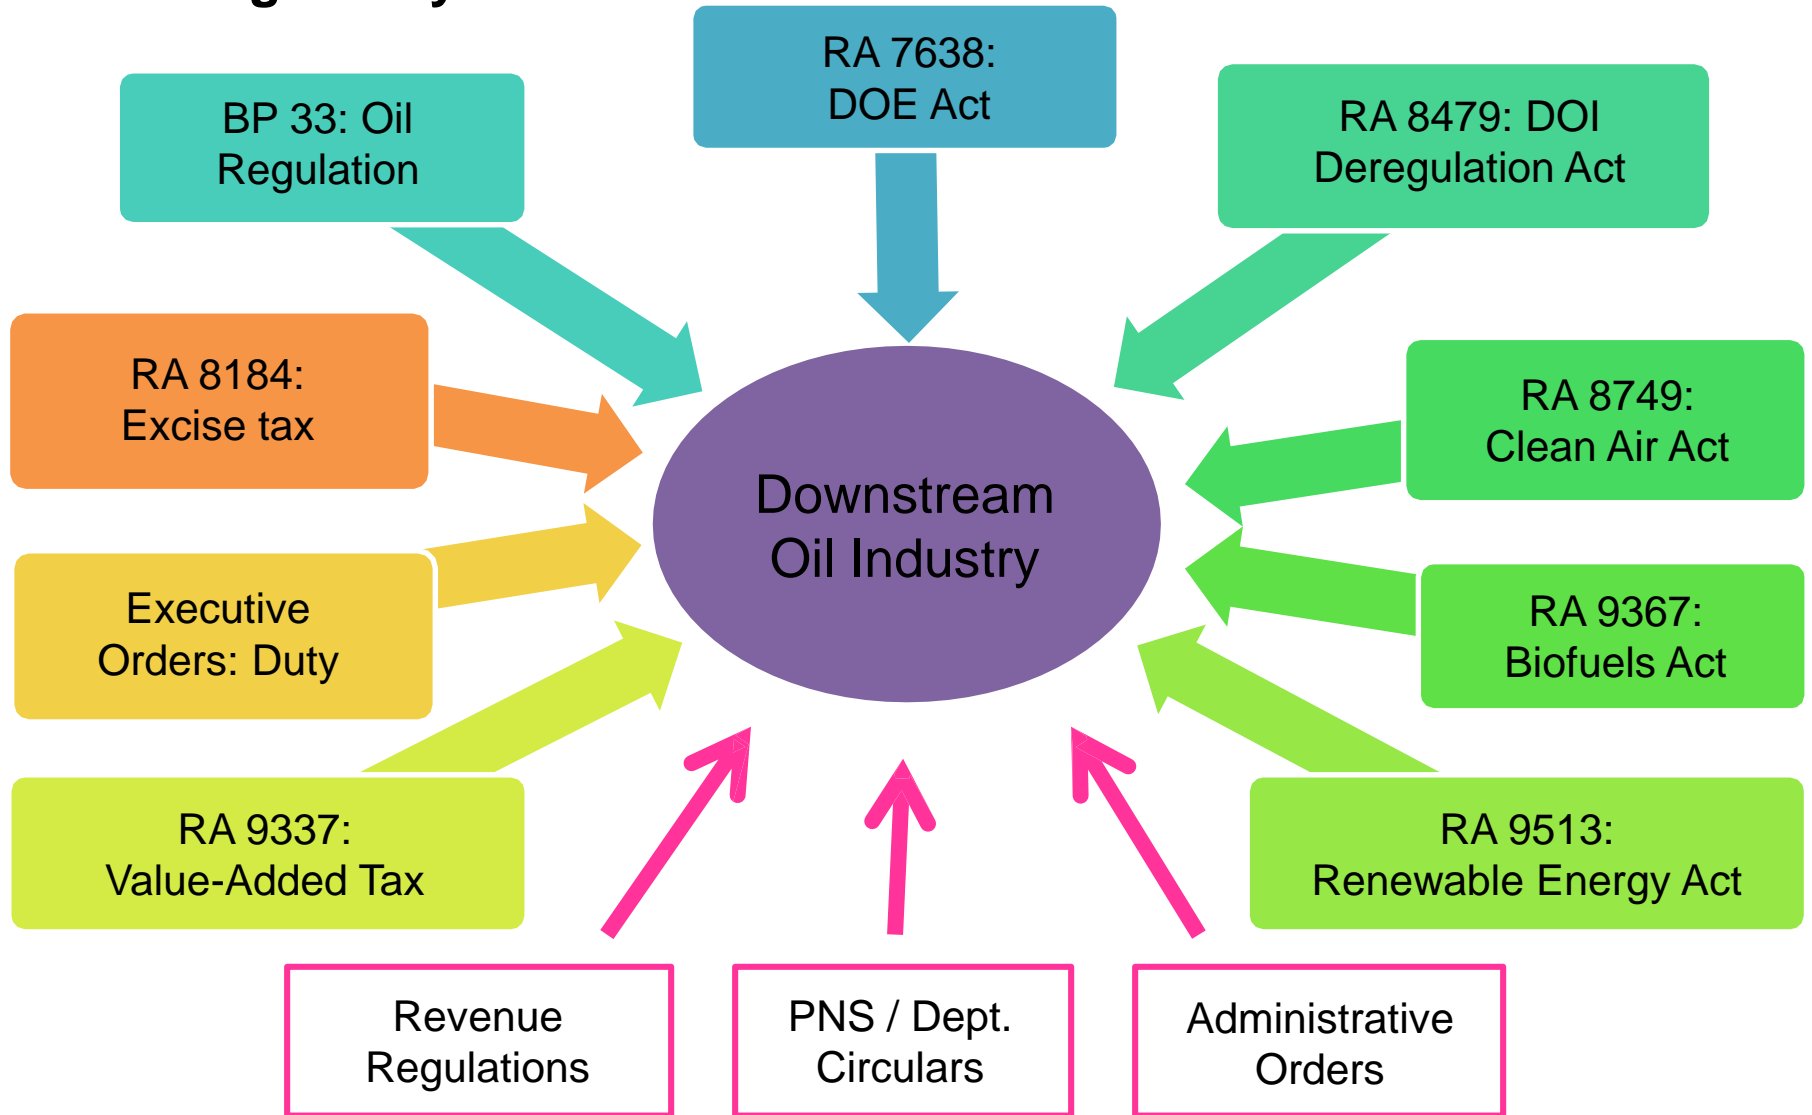 RA 7638:
DOE Act
BP 33: Oil
Regulation
RA 8479: DOI
Deregulation Act
RA 8184:
Excise tax
RA 8749:
Clean Air Act
Downstream
Oil Industry
Executive
Orders: Duty
RA 9367:
Biofuels Act
RA 9337:
Value-Added Tax
RA 9513:
Renewable Energy Act
Revenue
Regulations
PNS / Dept.
Circulars
Administrative
Orders